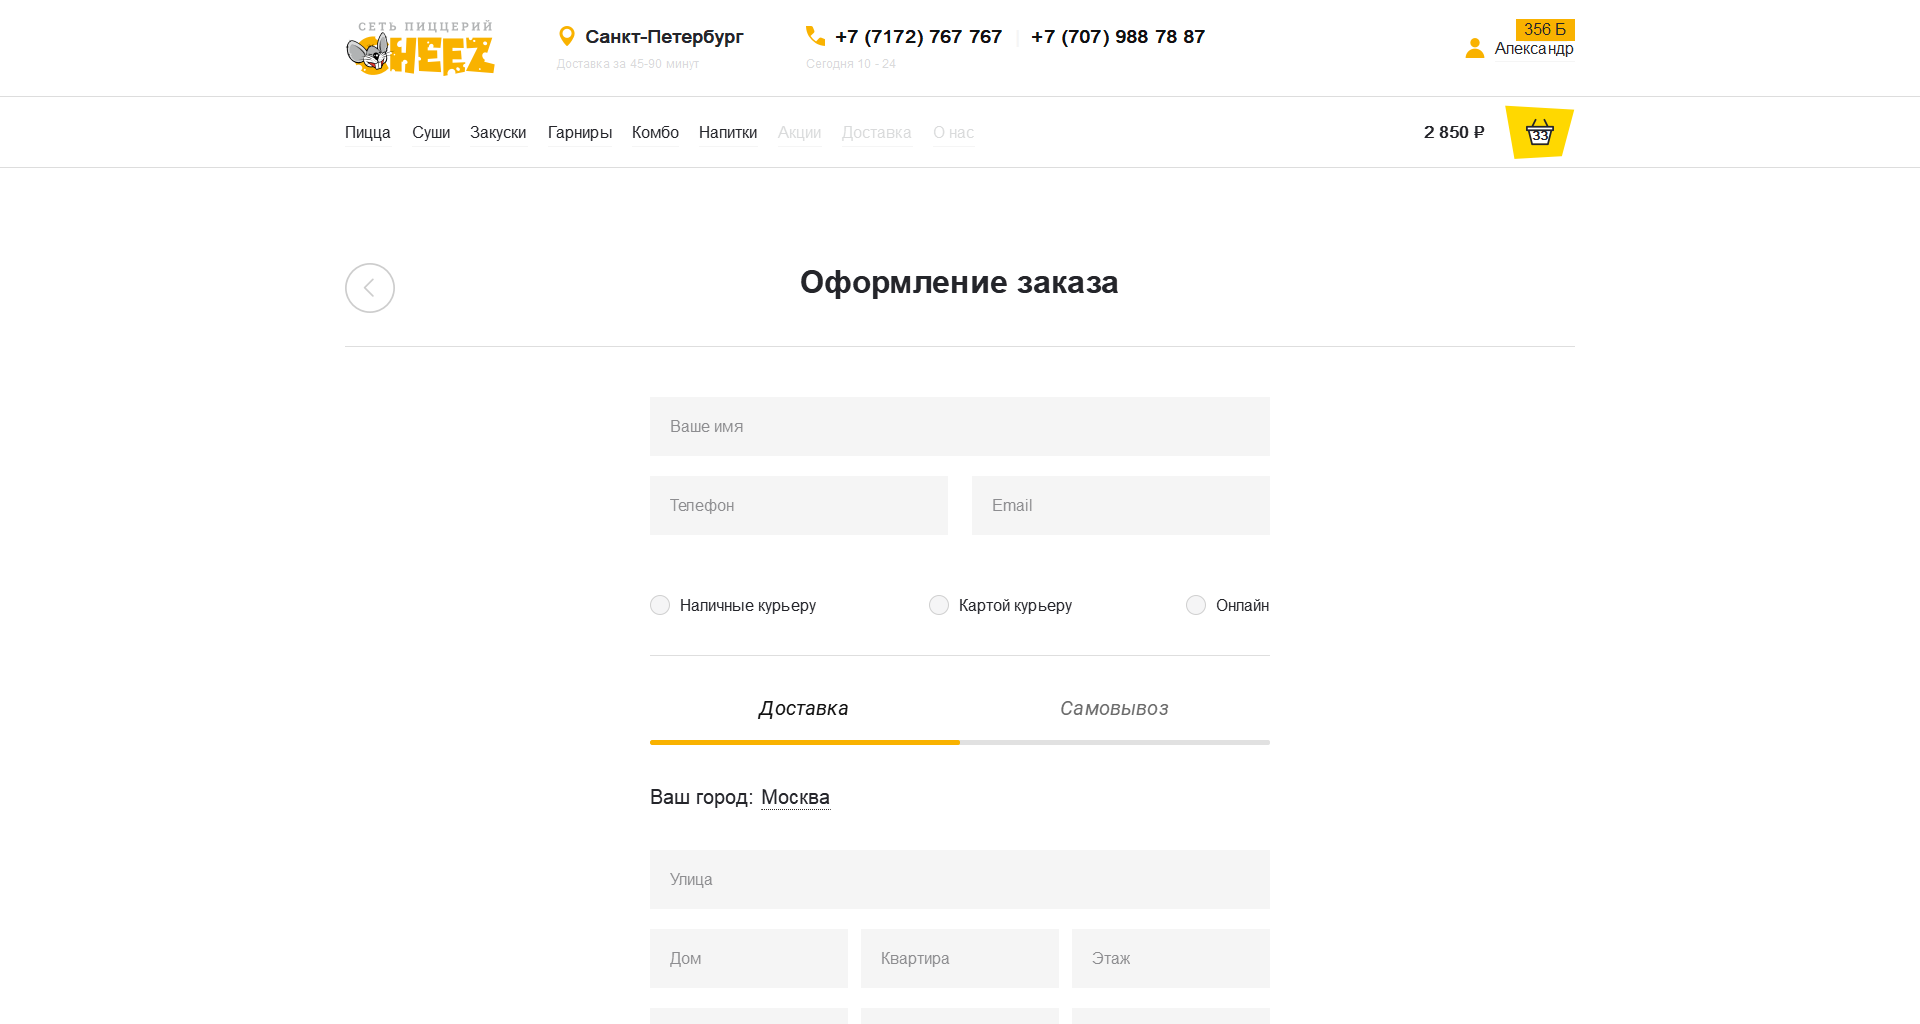 СЕТЬ ПИЦЦЕРИЙ
CHEEZ
Санкт-Петербург
Доставка за 45-90 минут
+7 (7172) 767 767 | +7 (707) 988 78 87
Сегодня 10 - 24
356 Б
Александр
Пицца Суши Закуски Гарниры Комбо Напитки Акции Доставка О нас
2 850 ₽
33
Оформление заказа
Ваше имя
Телефон Email
Наличные курьеру Картой курьеру Онлайн
Доставка Самовывоз
Ваш город: Москва
Улица
Дом Квартира Этаж